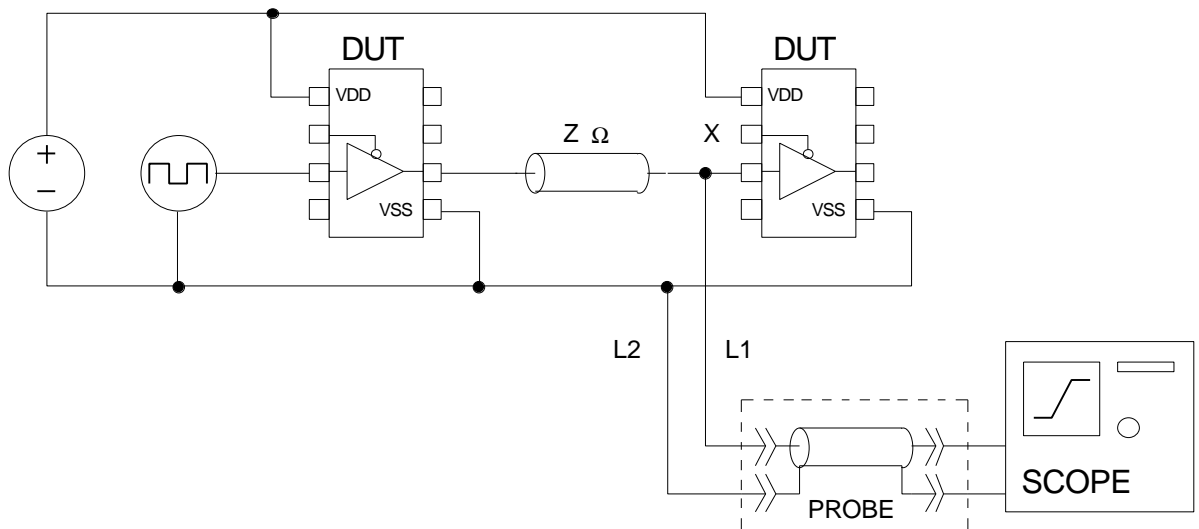 DUT
DUT
VDD
VDD
Z Ω
X
VSS
VSS
L2
L1
SCOPE
PROBE